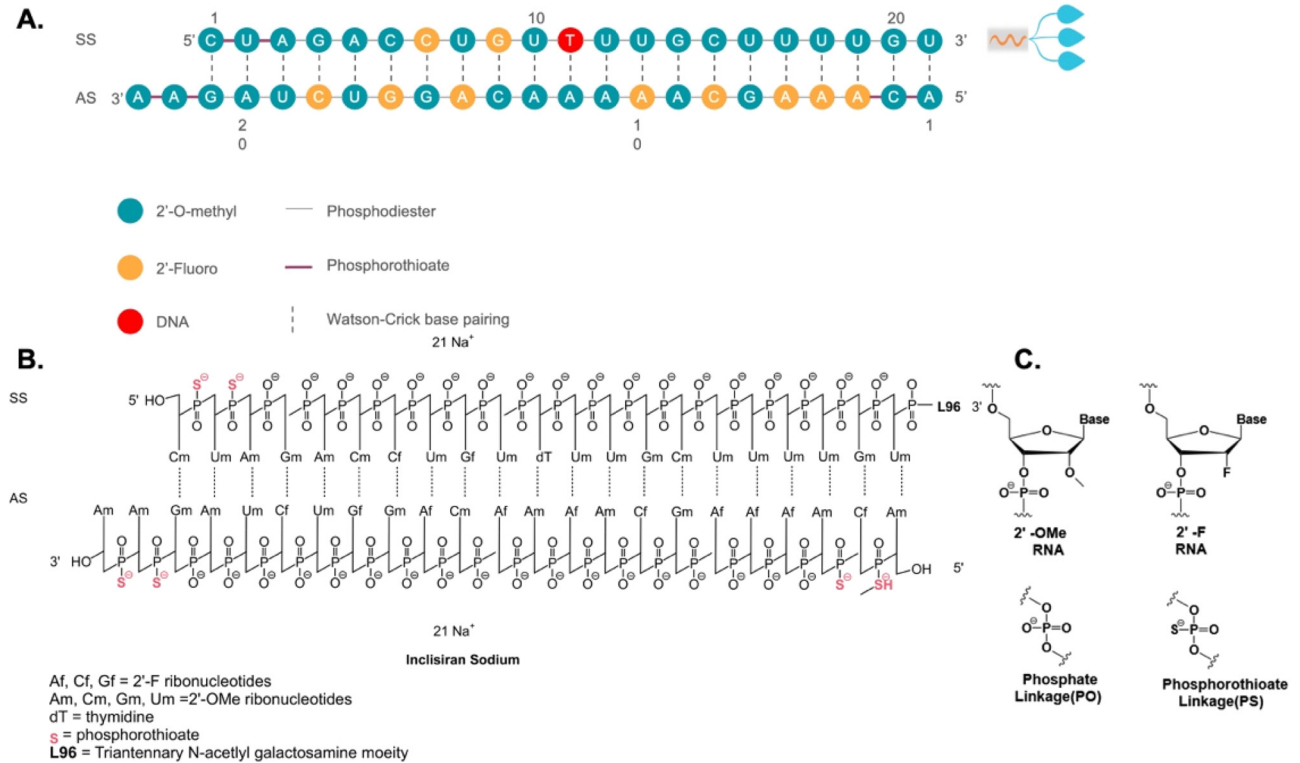 A.
1 10 20
SS 5' C U A G A C C U G U T U U G C U U U U G U 3'
AS 3' A A G A U C U G G A C A A A A A C G A A A C A 5'
2 1 1
0 0
2'-O-methyl Phosphodiester
2'-Fluoro Phosphorothioate
DNA Watson-Crick base pairing
B.
21 Na⁺
S⊖ S⊖ O⊖ O⊖ O⊖ O⊖ O⊖ O⊖ O⊖ O⊖ O⊖ O⊖ O⊖ O⊖ O⊖ O⊖ O⊖ O⊖ O⊖ O
SS 5' HO P P P P P P P P P P P P P P P P P P P P L96 3'
O O O O O O O O O O O O O O O O O O O O
Cm Um Am Gm Am Cm Cf Um Gf Um dT Um Um Gm Cm Um Um Um Um Gm Um
AS
Am Am Gm Am Um Cf Um Gf Gm Af Cm Af Am Af Am Cf Gm Af Af Af Am Cf Am
O O O O O O O O O O O O O O O O O O O O O
3' HO P P P P P P P P P P P P P P P P P P P P P OH 5'
S⊖ S⊖ O⊖ O⊖ O⊖ O⊖ O⊖ O⊖ O⊖ O⊖ O⊖ O⊖ O⊖ O⊖ O⊖ O⊖ O⊖ O⊖ O⊖ S⊖ SH⊖
21 Na⁺
Inclisiran Sodium
Af, Cf, Gf = 2'-F ribonucleotides
Am, Cm, Gm, Um =2'-OMe ribonucleotides
dT = thymidine
S = phosphorothioate
L96 = Triantennary N-acetlyl galactosamine moeity
C.
O O Base
O O
⊖O P O
2' -OMe
RNA
O O Base
O F
⊖O P O
2' -F
RNA
O
⊖O P O
O
Phosphate
Linkage(PO)
O
⊖S P O
O
Phosphorothioate
Linkage(PS)